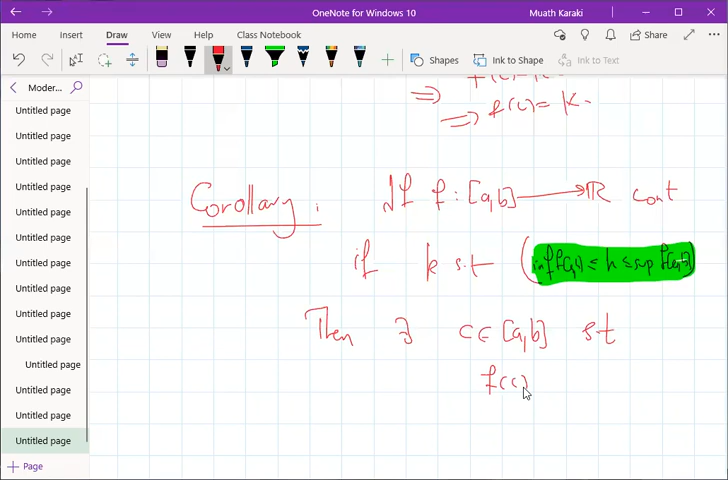 OneNote for Windows 10
Muath Karaki
Home Insert Draw View Help Class Notebook Share
Shapes Ink to Shape Ink to Text
Moder...
Untitled page
Untitled page
Untitled page
Untitled page
Untitled page
Untitled page
Untitled page
Untitled page
Untitled page
Untitled page
Untitled page
Untitled page
Untitled page
Untitled page
+ Page
⇒
⇒ f(c) = k.
Corollary: If f: [a,b] → ℝ cont
if k s.t (inf f[a,b] ≤ k ≤ sup f[a,b])
Then ∃ c ∈ [a,b] st
f(c)